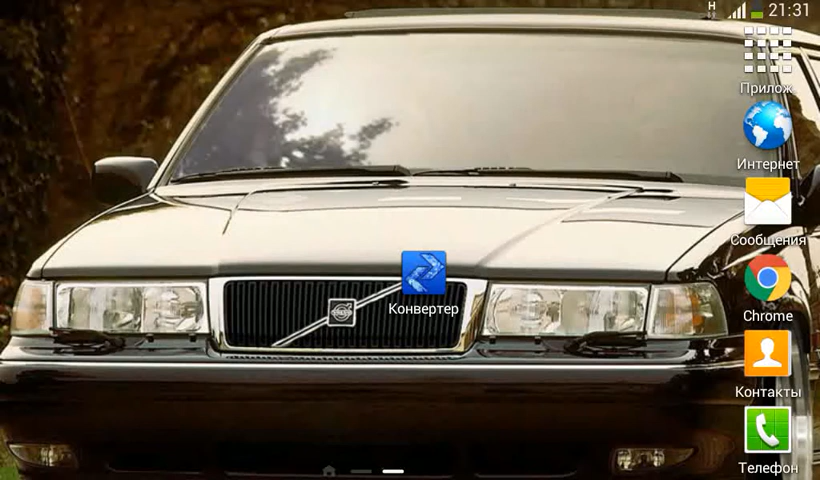 H 21:31
Прилож
Интернет
Сообщения
Chrome
Конвертер
Контакты
Телефон